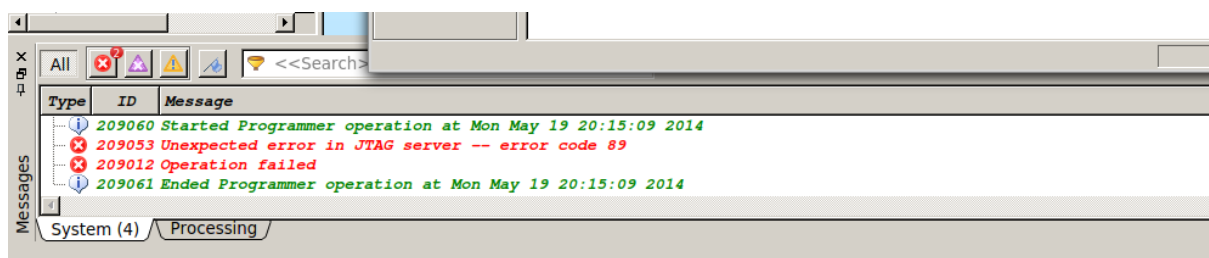 All 2 <<Search>
Type ID Message
209060 Started Programmer operation at Mon May 19 20:15:09 2014
209053 Unexpected error in JTAG server -- error code 89
209012 Operation failed
209061 Ended Programmer operation at Mon May 19 20:15:09 2014
Messages
System (4) Processing